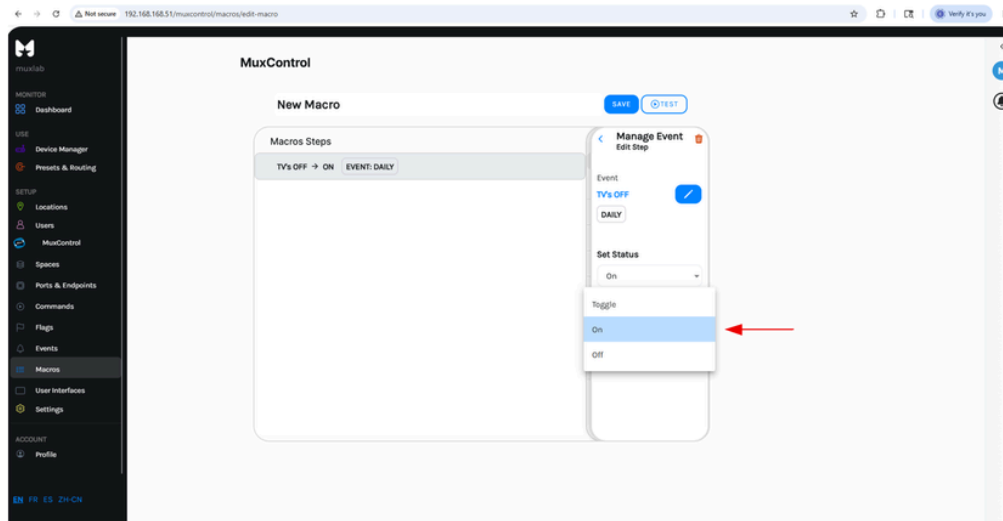 Not secure
192.168.168.51/muxcontrol/macros/edit-macro
Verify it's you
muxlab
MONITOR
Dashboard
USE
Device Manager
Presets & Routing
SETUP
Locations
Users
MuxControl
Spaces
Ports & Endpoints
Commands
Flags
Events
Macros
User Interfaces
Settings
ACCOUNT
Profile
EN FR ES ZH-CN
MuxControl
New Macro
SAVE
TEST
Macros Steps
TV's OFF → ON EVENT: DAILY
Manage Event
Edit Step
Event
TV's OFF
DAILY
Set Status
On
Toggle
On
Off
M